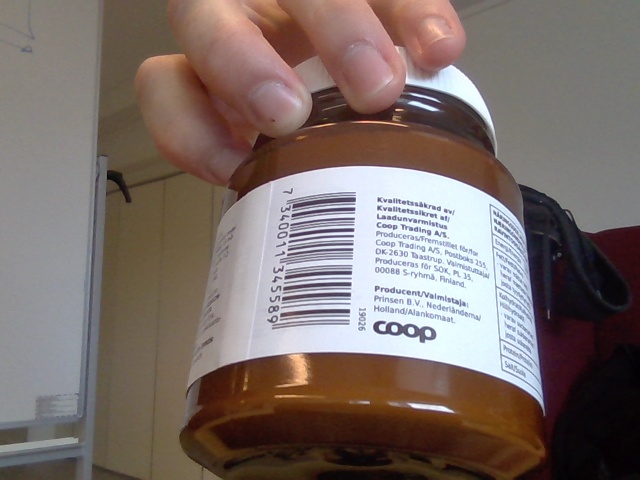 7 340011 345589
Kvalitetssäkrad av/
Kvalitetssikret af/
Laadunvarmistus
Coop Trading A/S.
Produceras/Fremstillet för/for
Coop Trading A/S, Postboks 255,
DK-2630 Taastrup. Valmistuttaja/
Produceras för SOK, PL 35,
00088 S-ryhmä, Finland.
Producent/Valmistaja:
Prinsen B.V., Nederländerna/
Holland/Alankomaat.
19026
coop